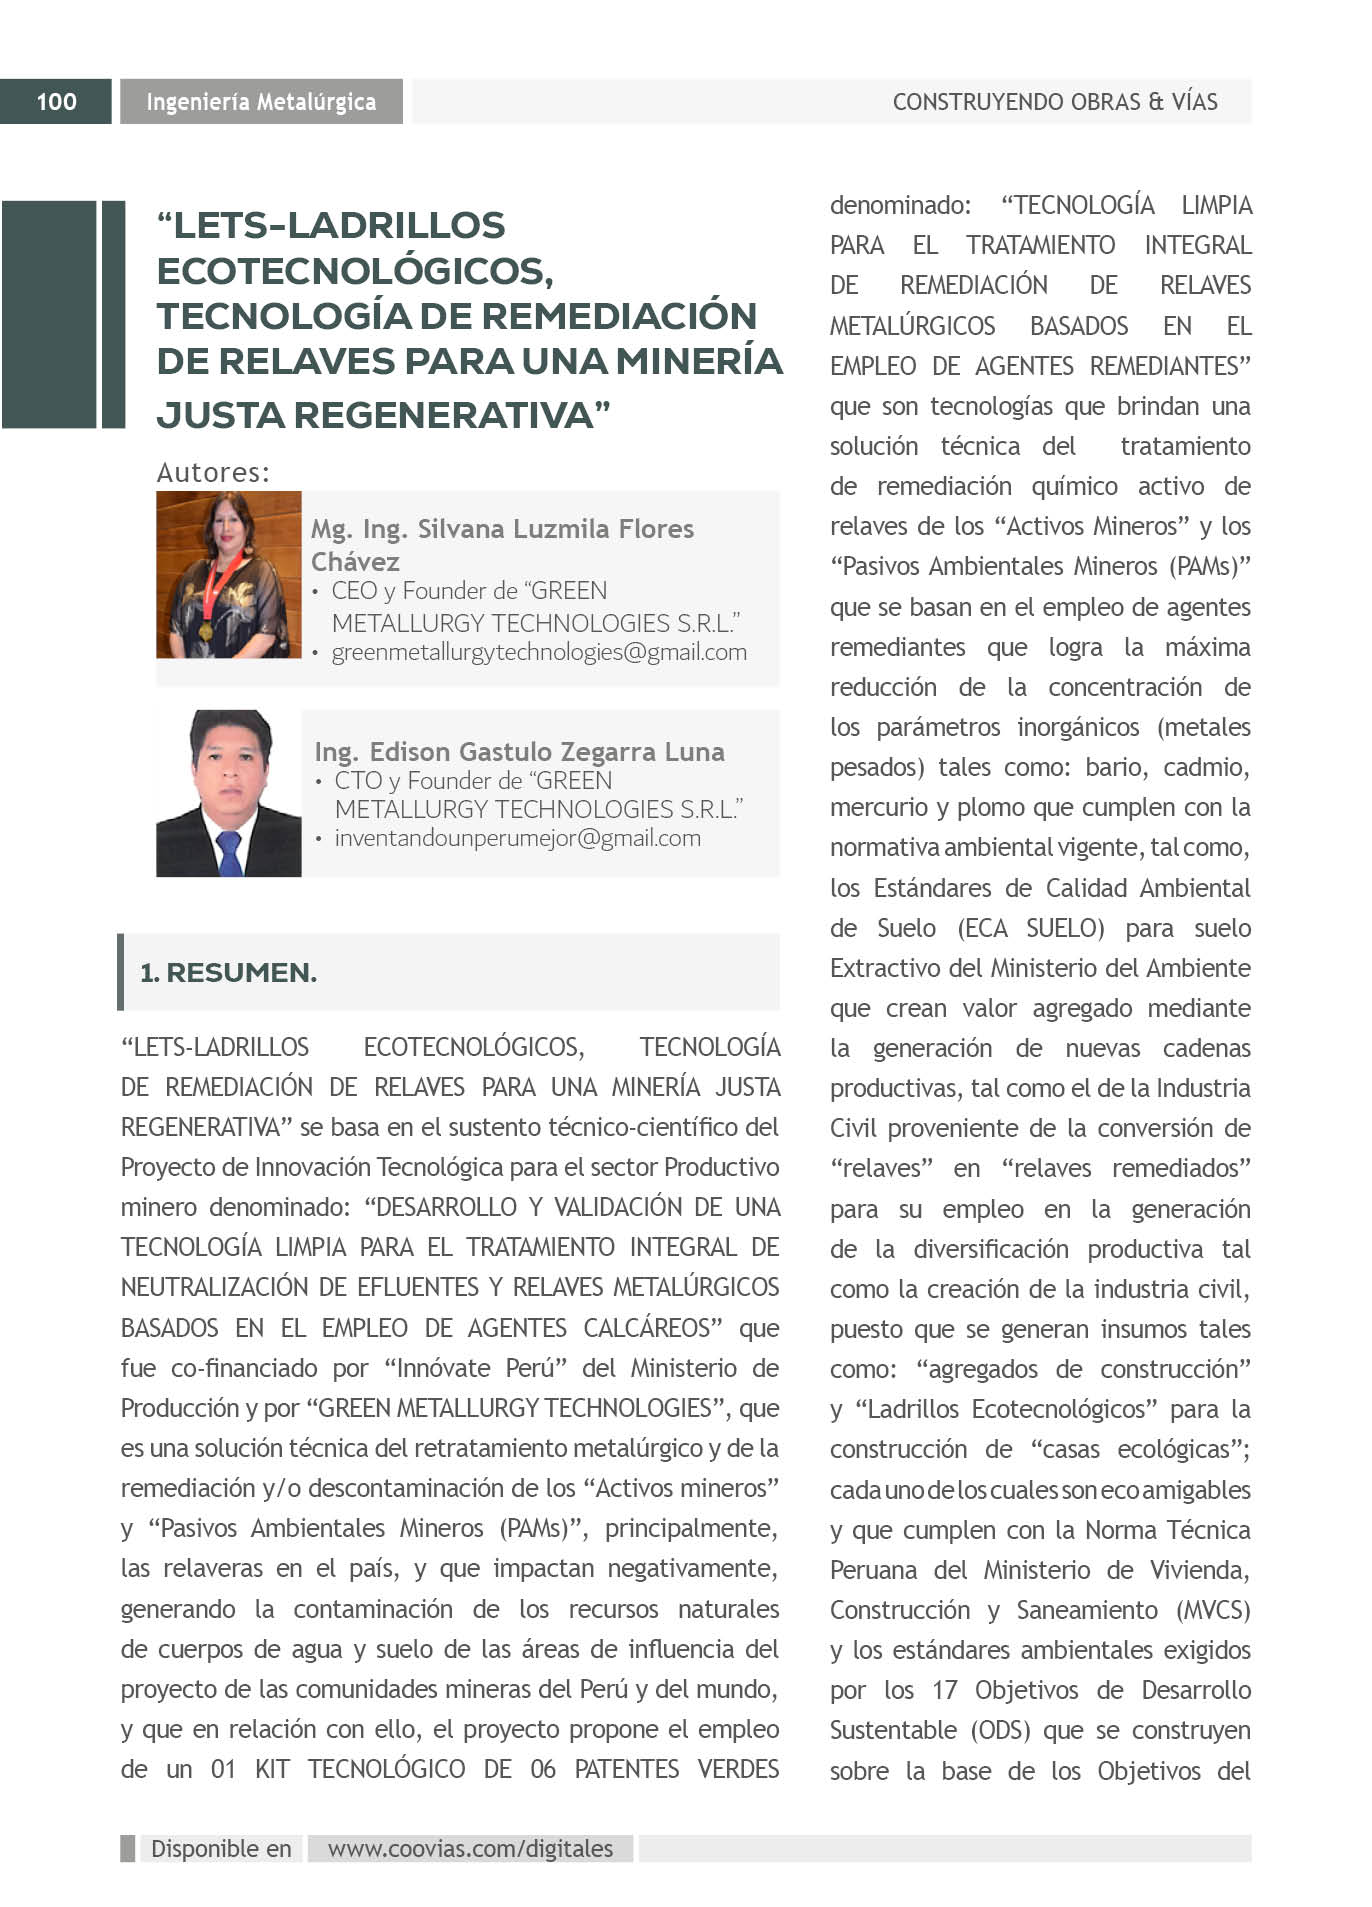 100
Ingeniería Metalúrgica
CONSTRUYENDO OBRAS & VÍAS
“LETS-LADRILLOS
ECOTECNOLÓGICOS,
TECNOLOGÍA DE REMEDIACIÓN
DE RELAVES PARA UNA MINERÍA
JUSTA REGENERATIVA”
Autores:
Mg. Ing. Silvana Luzmila Flores
Chávez
• CEO y Founder de “GREEN
METALLURGY TECHNOLOGIES S.R.L.”
• greenmetallurgytechnologies@gmail.com
Ing. Edison Gastulo Zegarra Luna
• CTO y Founder de “GREEN
METALLURGY TECHNOLOGIES S.R.L.”
• inventandounperumejor@gmail.com
1. RESUMEN.
“LETS-LADRILLOS ECOTECNOLÓGICOS, TECNOLOGÍA
DE REMEDIACIÓN DE RELAVES PARA UNA MINERÍA JUSTA
REGENERATIVA” se basa en el sustento técnico-científico del
Proyecto de Innovación Tecnológica para el sector Productivo
minero denominado: “DESARROLLO Y VALIDACIÓN DE UNA
TECNOLOGÍA LIMPIA PARA EL TRATAMIENTO INTEGRAL DE
NEUTRALIZACIÓN DE EFLUENTES Y RELAVES METALÚRGICOS
BASADOS EN EL EMPLEO DE AGENTES CALCÁREOS” que
fue co-financiado por “Innóvate Perú” del Ministerio de
Producción y por “GREEN METALLURGY TECHNOLOGIES”, que
es una solución técnica del retratamiento metalúrgico y de la
remediación y/o descontaminación de los “Activos mineros”
y “Pasivos Ambientales Mineros (PAMs)”, principalmente,
las relaveras en el país, y que impactan negativamente,
generando la contaminación de los recursos naturales
de cuerpos de agua y suelo de las áreas de influencia del
proyecto de las comunidades mineras del Perú y del mundo,
y que en relación con ello, el proyecto propone el empleo
de un 01 KIT TECNOLÓGICO DE 06 PATENTES VERDES
denominado: “TECNOLOGÍA LIMPIA
PARA EL TRATAMIENTO INTEGRAL
DE REMEDIACIÓN DE RELAVES
METALÚRGICOS BASADOS EN EL
EMPLEO DE AGENTES REMEDIANTES”
que son tecnologías que brindan una
solución técnica del tratamiento
de remediación químico activo de
relaves de los “Activos Mineros” y los
“Pasivos Ambientales Mineros (PAMs)”
que se basan en el empleo de agentes
remediantes que logra la máxima
reducción de la concentración de
los parámetros inorgánicos (metales
pesados) tales como: bario, cadmio,
mercurio y plomo que cumplen con la
normativa ambiental vigente, tal como,
los Estándares de Calidad Ambiental
de Suelo (ECA SUELO) para suelo
Extractivo del Ministerio del Ambiente
que crean valor agregado mediante
la generación de nuevas cadenas
productivas, tal como el de la Industria
Civil proveniente de la conversión de
“relaves” en “relaves remediados”
para su empleo en la generación
de la diversificación productiva tal
como la creación de la industria civil,
puesto que se generan insumos tales
como: “agregados de construcción”
y “Ladrillos Ecotecnológicos” para la
construcción de “casas ecológicas”;
cada uno de los cuales son eco amigables
y que cumplen con la Norma Técnica
Peruana del Ministerio de Vivienda,
Construcción y Saneamiento (MVCS)
y los estándares ambientales exigidos
por los 17 Objetivos de Desarrollo
Sustentable (ODS) que se construyen
sobre la base de los Objetivos del
Disponible en
www.coovias.com/digitales